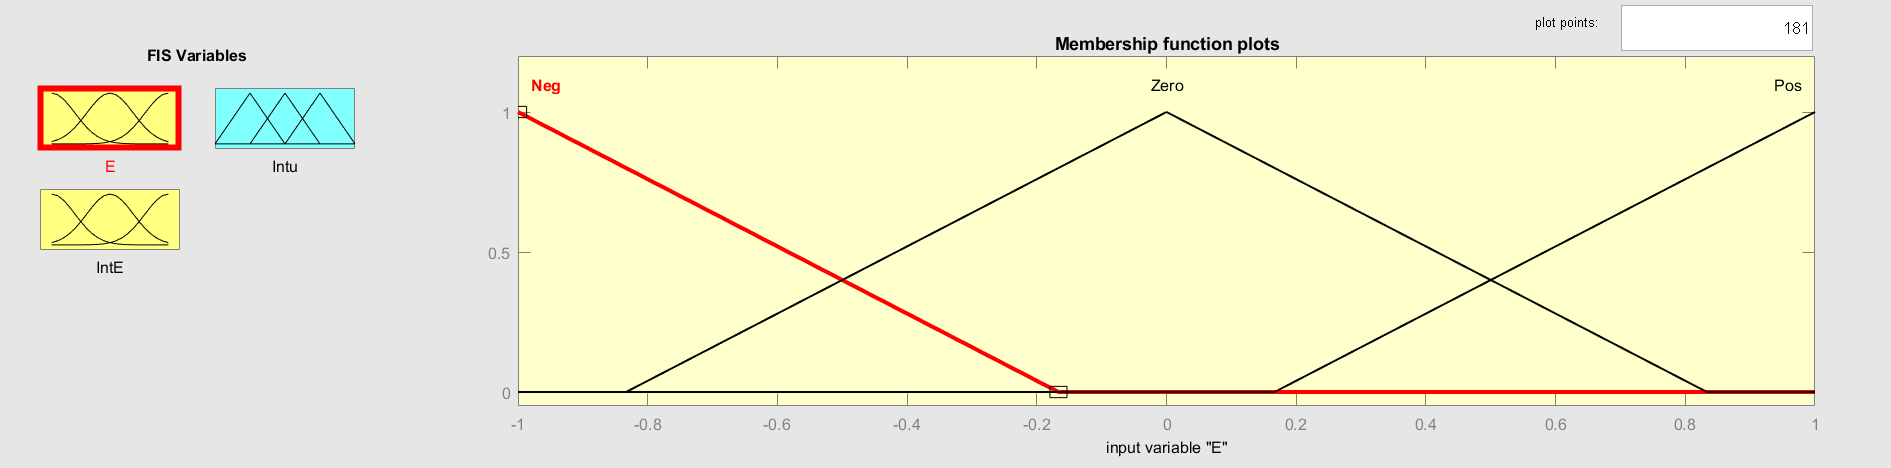 plot points:
181
FIS Variables
Membership function plots
Neg
Zero
Pos
E
Intu
IntE
1
0.5
0
-1
-0.8
-0.6
-0.4
-0.2
0
0.2
0.4
0.6
0.8
1
input variable "E"